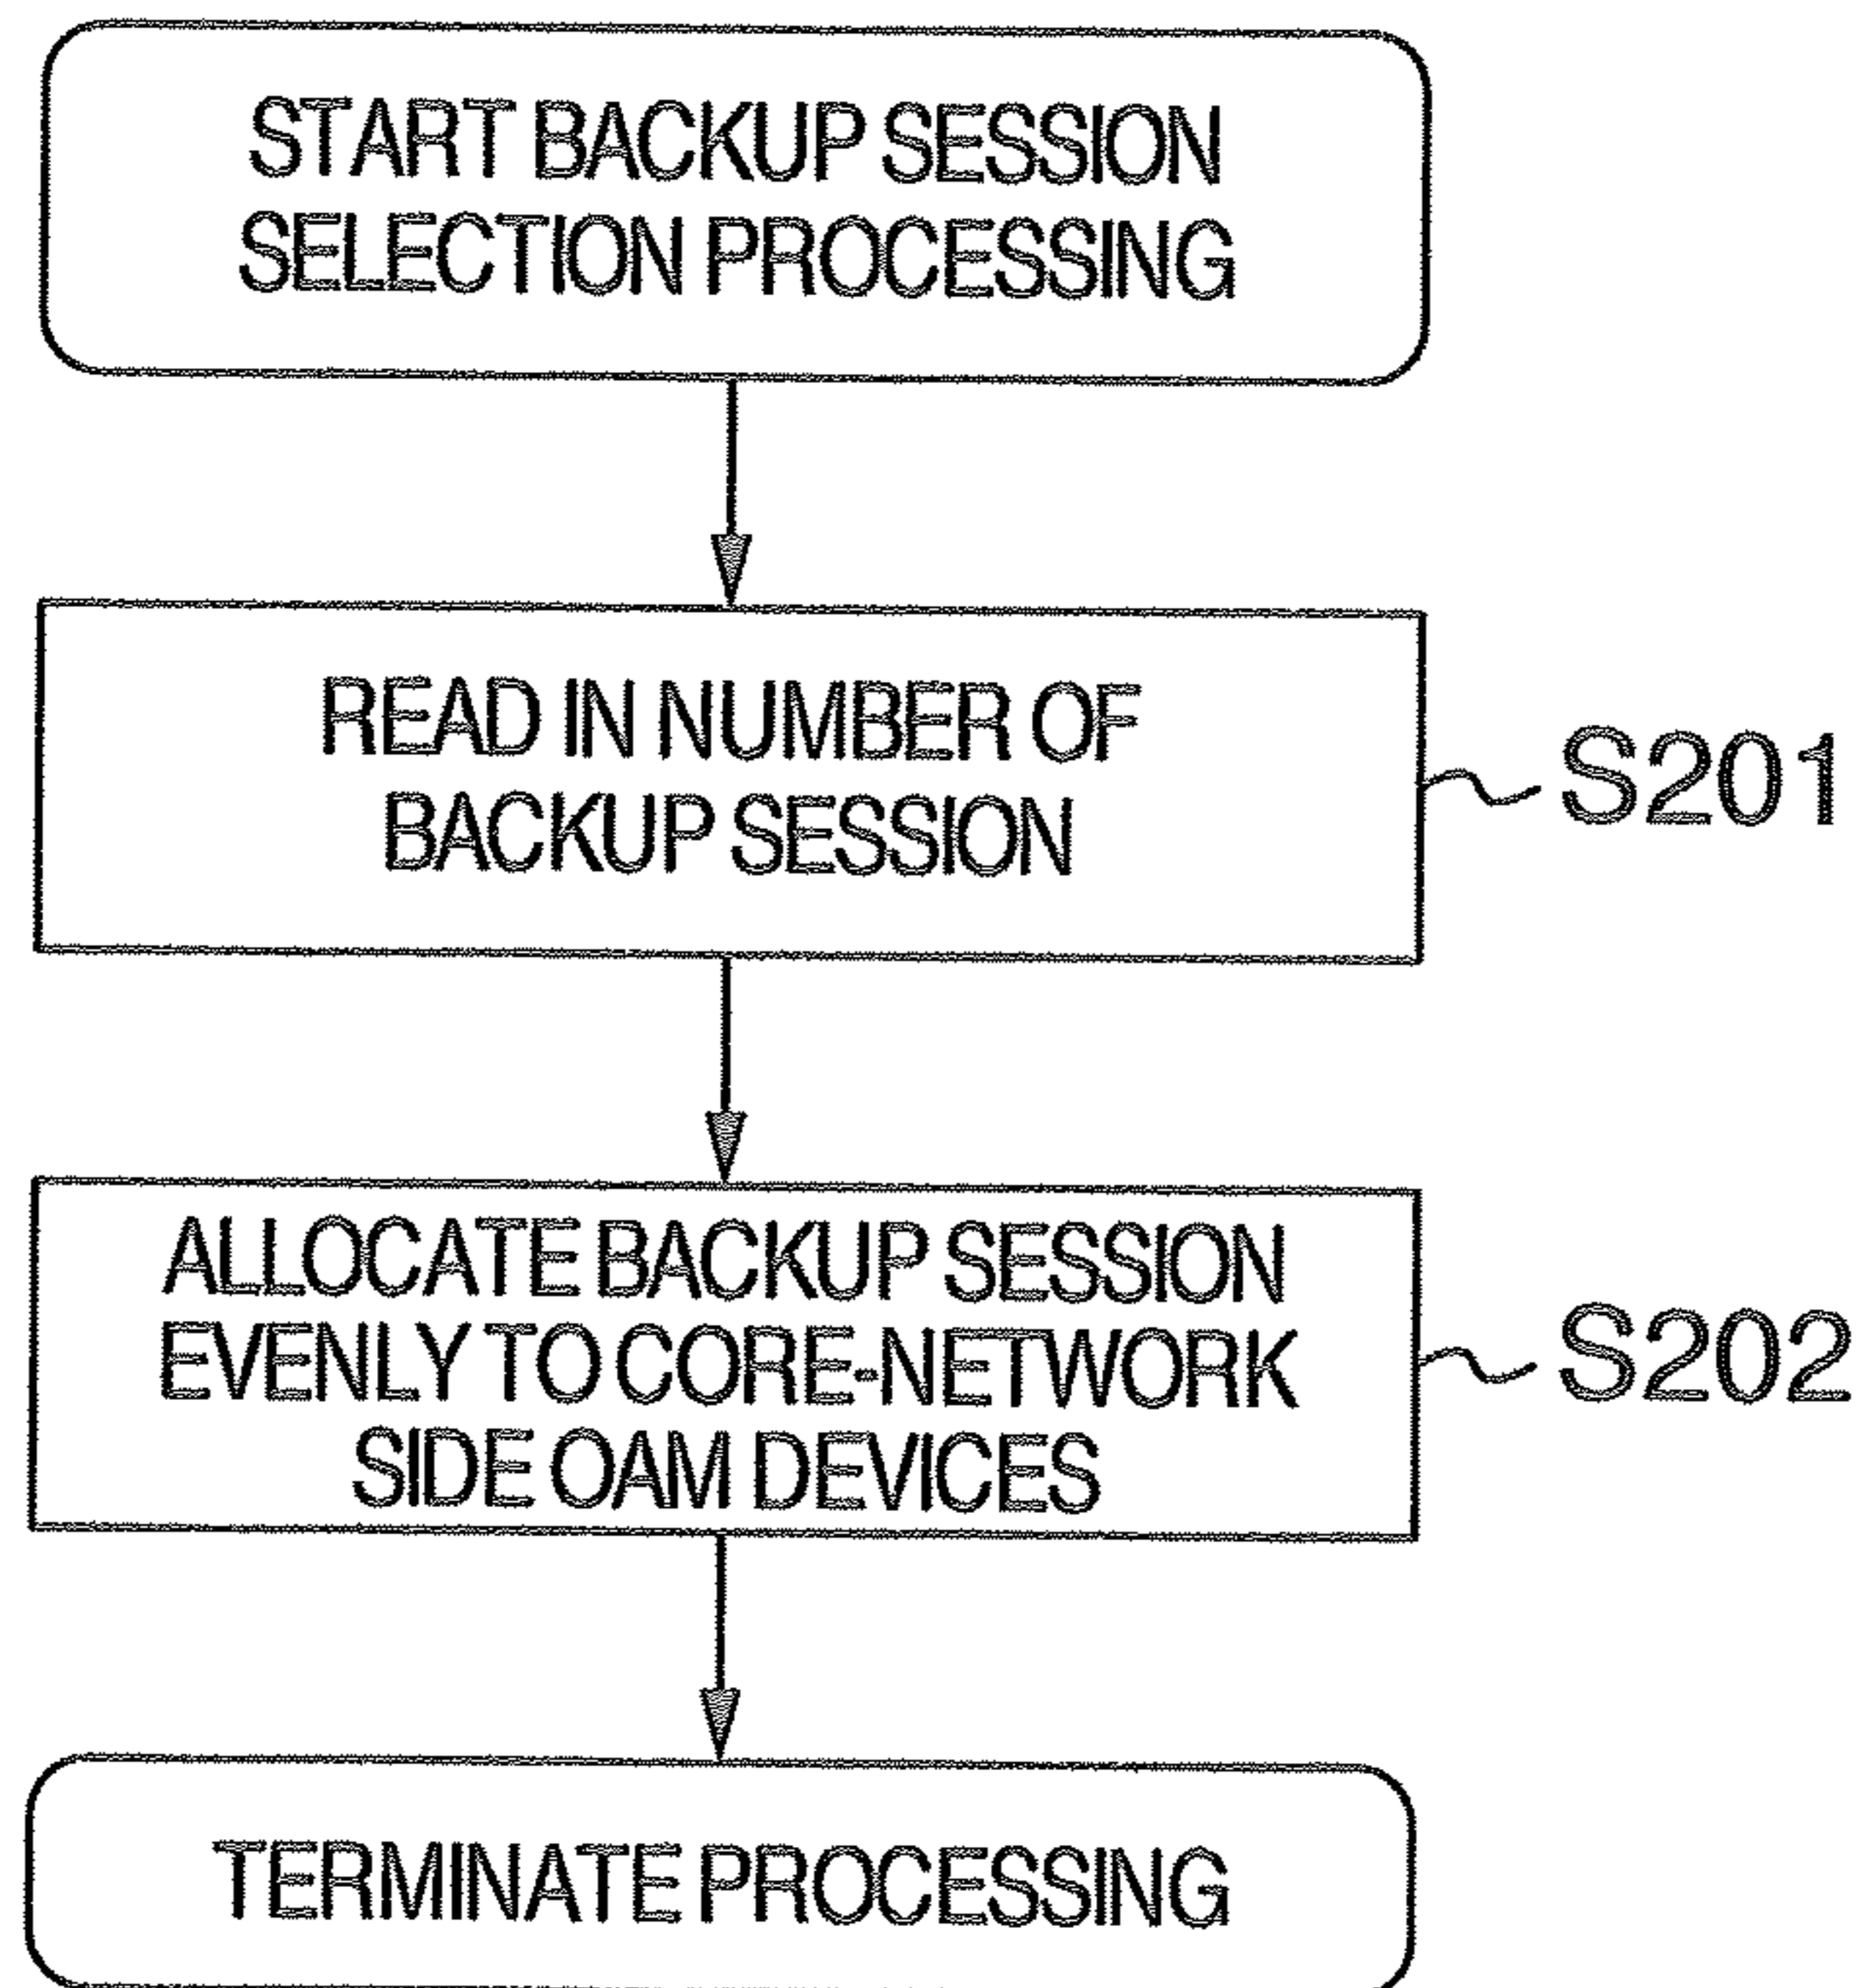 START BACKUP SESSION
SELECTION PROCESSING
READ IN NUMBER OF
BACKUP SESSION
S201
ALLOCATE BACKUP SESSION
EVENLY TO CORE-NETWORK
SIDE OAM DEVICES
S202
TERMINATE PROCESSING